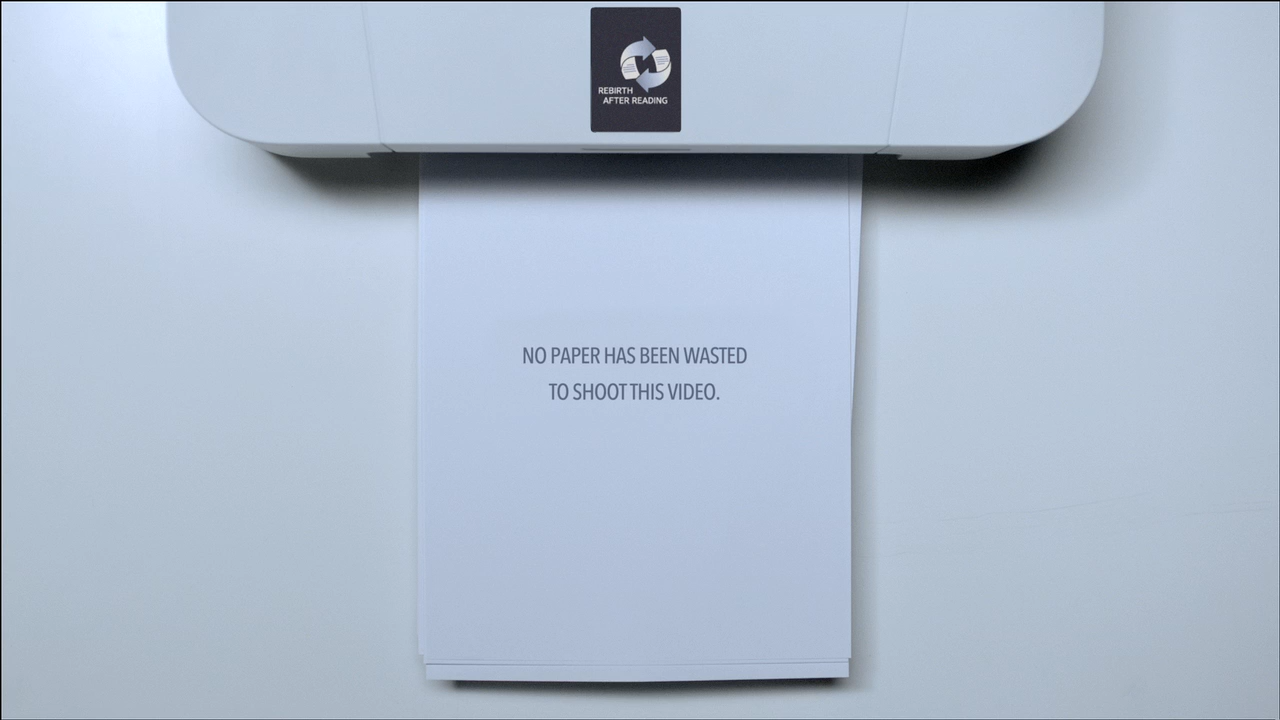 REBIRTH
AFTER READING
NO PAPER HAS BEEN WASTED
TO SHOOT THIS VIDEO.